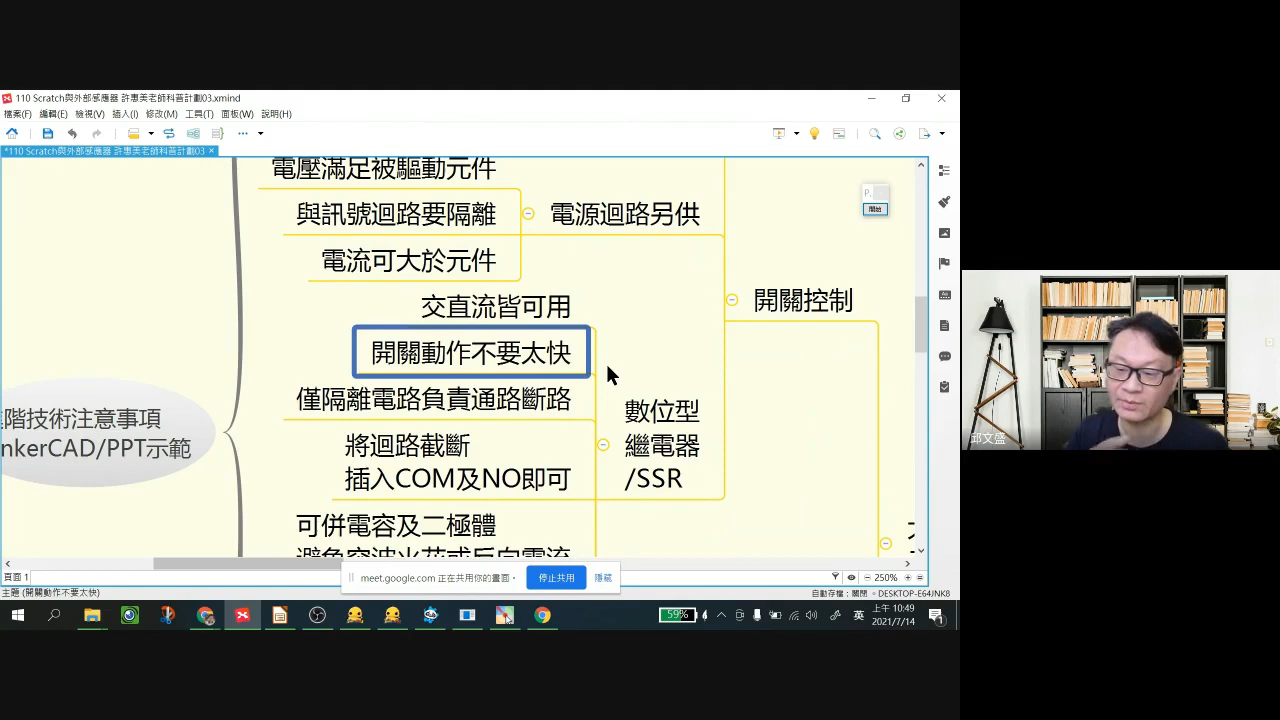 110 Scratch與外部感應器 許惠美老師科普計劃03.xmind
檔案(F) 編輯(E) 檢視(V) 插入(I) 修改(M) 工具(T) 面板(W) 說明(H)
*110 Scratch與外部感應器 許惠美老師科普計劃03
電壓滿足被驅動元件
與訊號迴路要隔離
電源迴路另供
開始
電流可大於元件
交直流皆可用
開關控制
開關動作不要太快
僅隔離電路負責通路斷路
數位型
繼電器
/SSR
將迴路截斷
插入COM及NO即可
階技術注意事項
nkerCAD/PPT示範
可併電容及二極體
邱文盛
meet.google.com 正在共用你的畫面。
停止共用
隱藏
頁面 1
250%
主題 (開關動作不要太快)
自動存檔：關閉
DESKTOP-E64JNK8
59%
英
上午 10:49
2021/7/14
1